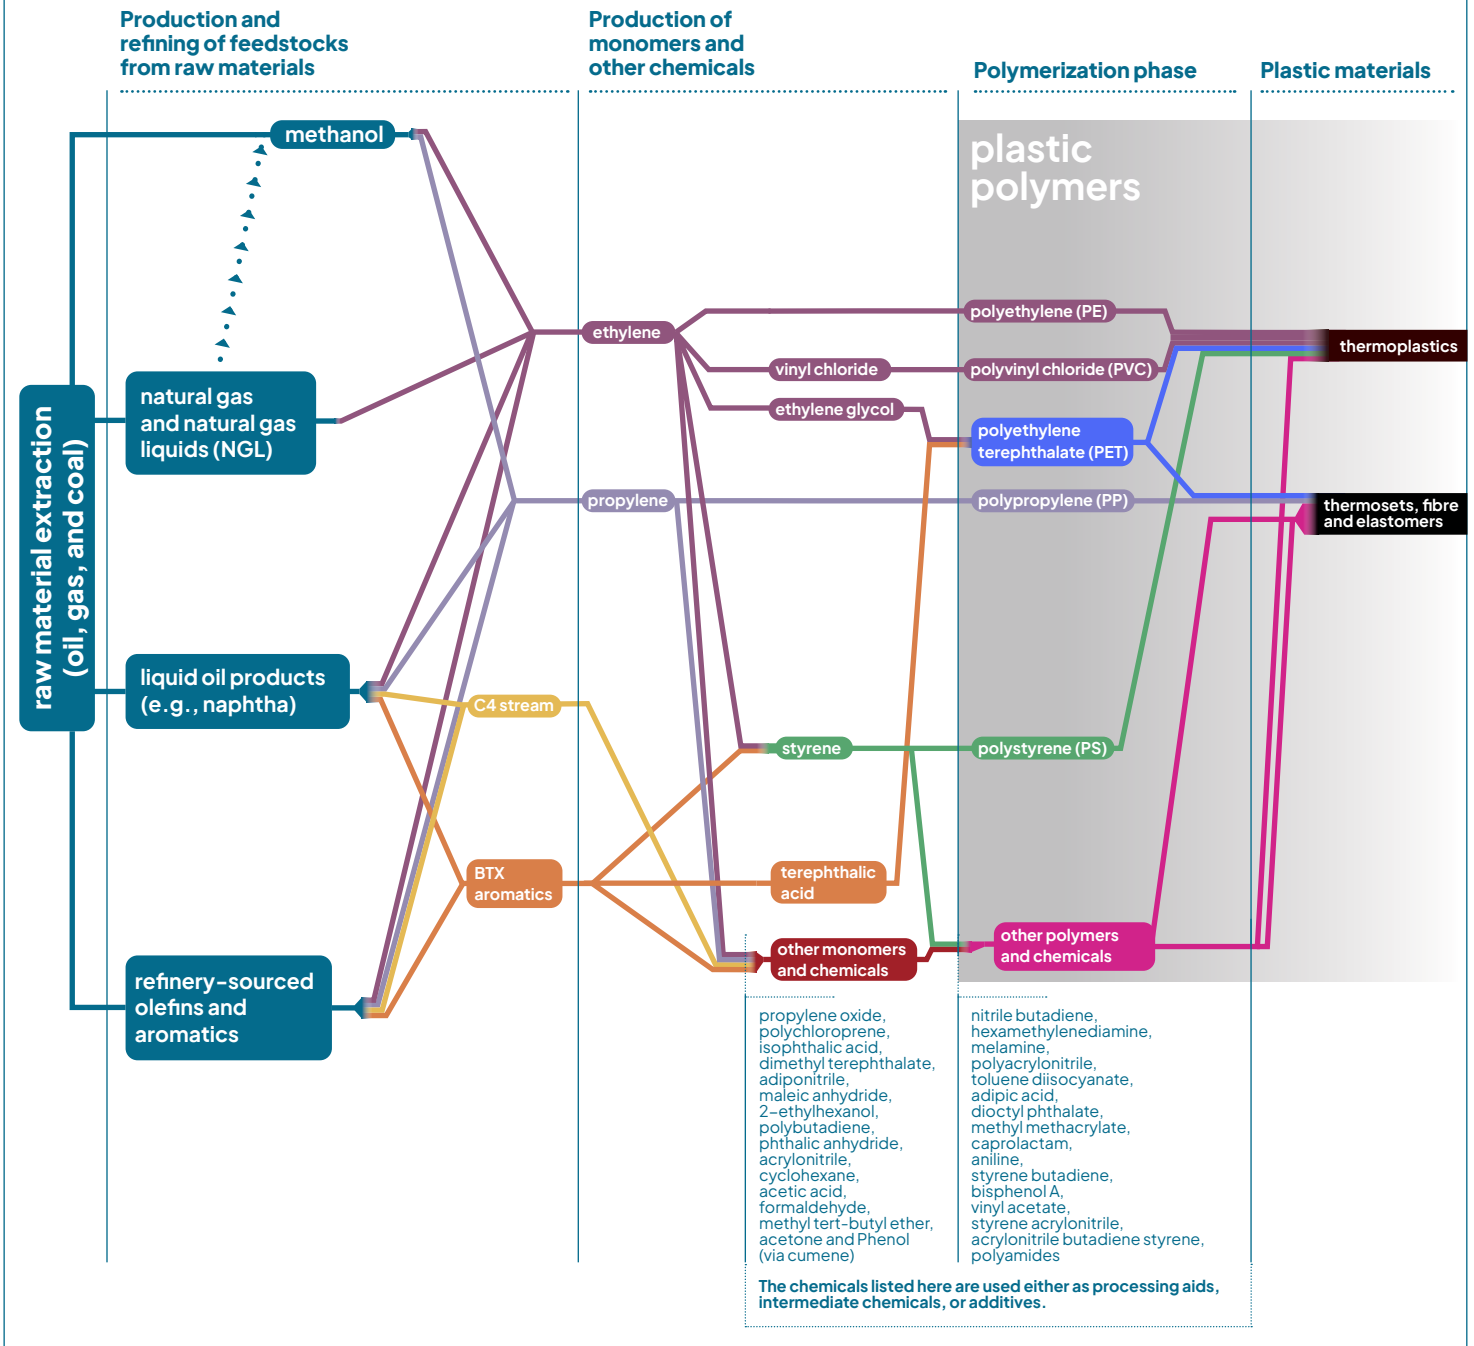 Production and
refining of feedstocks
from raw materials
Production of
monomers and
other chemicals
Polymerization phase
Plastic materials
methanol
plastic
polymers
raw material extraction
(oil, gas, and coal)
natural gas
and natural gas
liquids (NGL)
liquid oil products
(e.g., naphtha)
refinery-sourced
olefins and
aromatics
C4 stream
BTX
aromatics
ethylene
propylene
vinyl chloride
ethylene glycol
styrene
terephthalic
acid
other monomers
and chemicals
polyethylene (PE)
polyvinyl chloride (PVC)
polyethylene
terephthalate (PET)
polypropylene (PP)
polystyrene (PS)
other polymers
and chemicals
thermoplastics
thermosets, fibre
and elastomers
propylene oxide,
polychloroprene,
isophthalic acid,
dimethyl terephthalate,
adiponitrile,
maleic anhydride,
2-ethylhexanol,
polybutadiene,
phthalic anhydride,
acrylonitrile,
cyclohexane,
acetic acid,
formaldehyde,
methyl tert-butyl ether,
acetone and Phenol
(via cumene)
nitrile butadiene,
hexamethylenediamine,
melamine,
polyacrylonitrile,
toluene diisocyanate,
adipic acid,
dioctyl phthalate,
methyl methacrylate,
caprolactam,
aniline,
styrene butadiene,
bisphenol A,
vinyl acetate,
styrene acrylonitrile,
acrylonitrile butadiene styrene,
polyamides
The chemicals listed here are used either as processing aids,
intermediate chemicals, or additives.